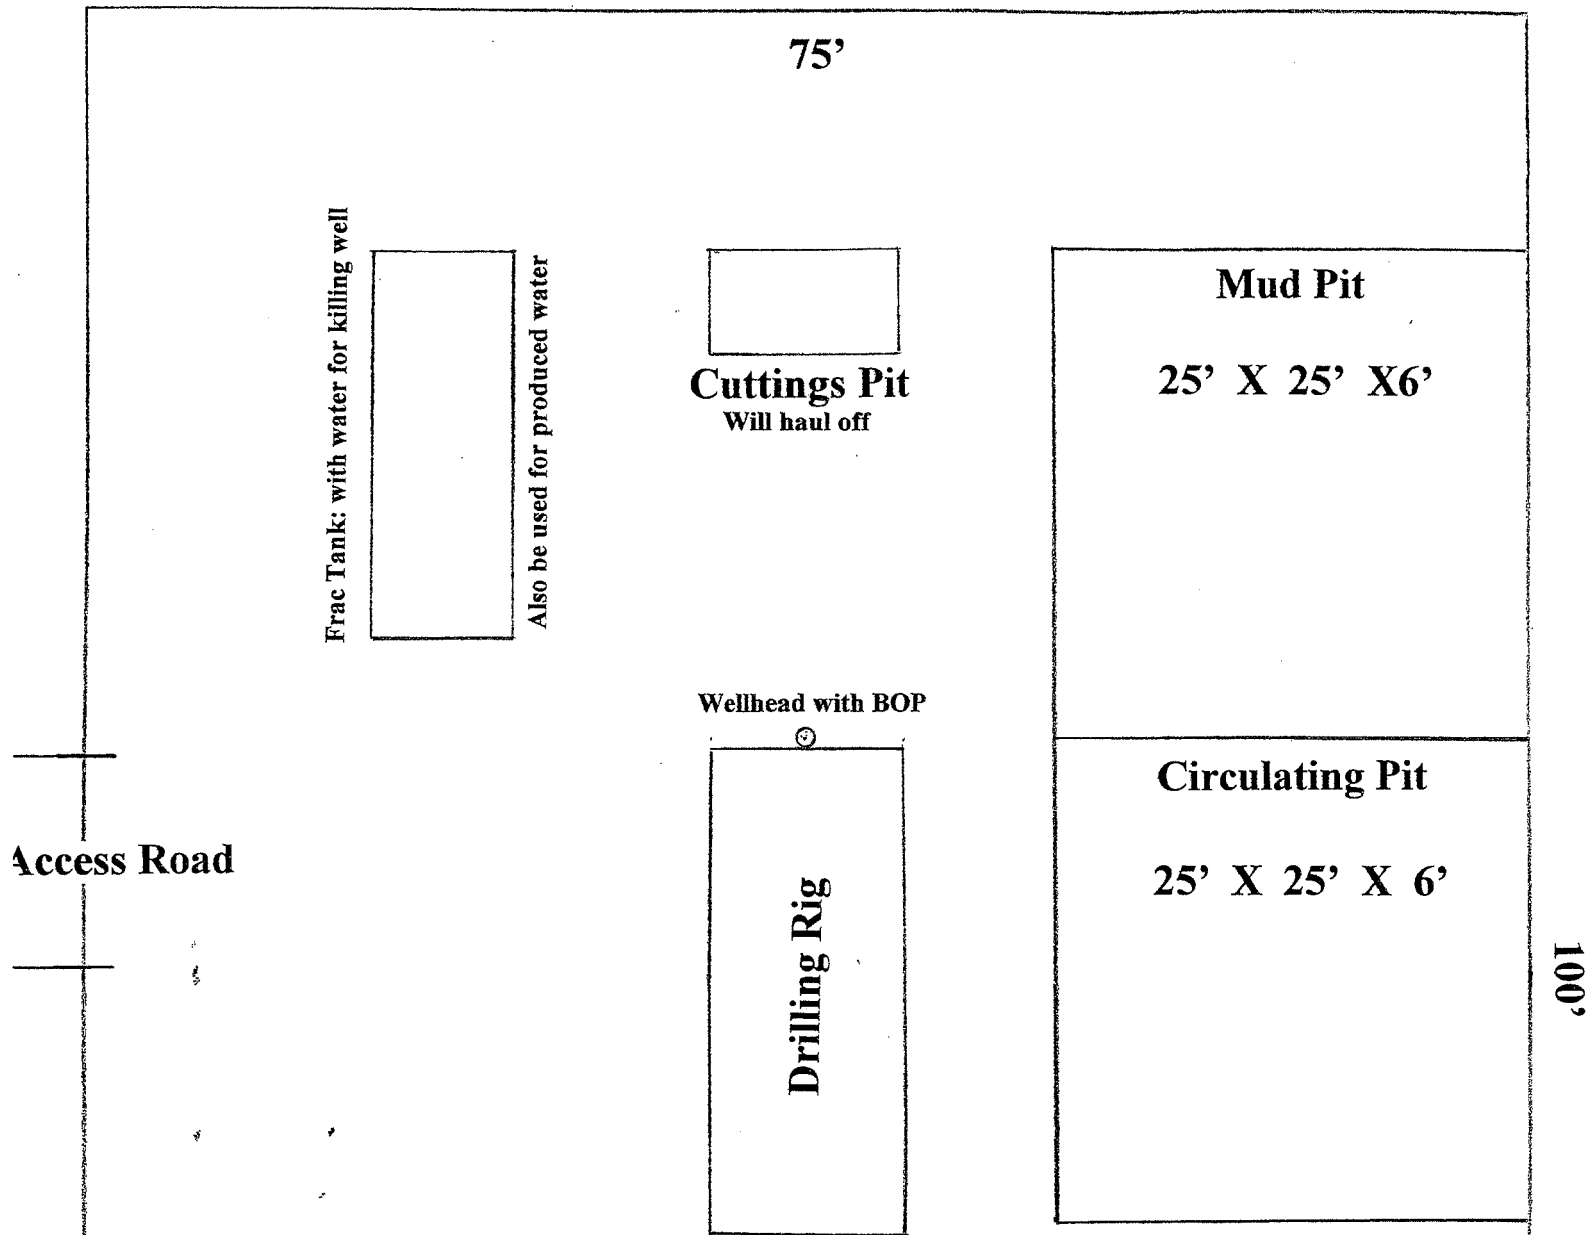 75’
Frac Tank: with water for killing well
Also be used for produced water
Cuttings Pit
Will haul off
Mud Pit
25’ X 25’ X6’
Wellhead with BOP
Circulating Pit
25’ X 25’ X 6’
Access Road
Drilling Rig
100’